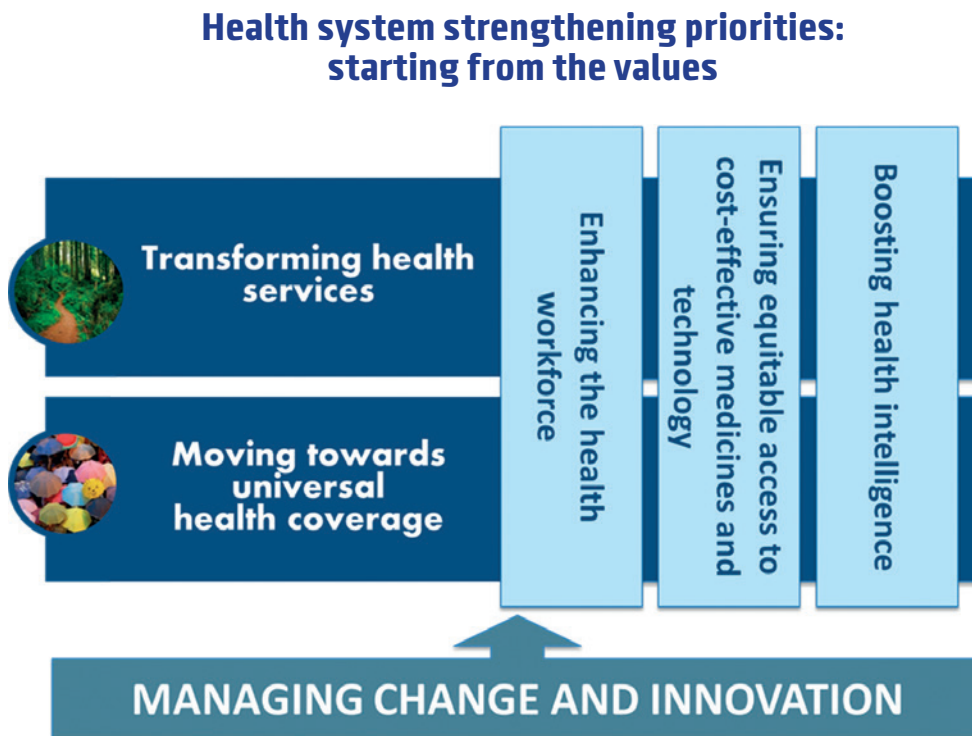 Health system strengthening priorities:
starting from the values
Transforming health
services
Moving towards
universal
health coverage
Enhancing the health
workforce
Ensuring equitable access to
cost-effective medicines and
technology
Boosting health intelligence
MANAGING CHANGE AND INNOVATION